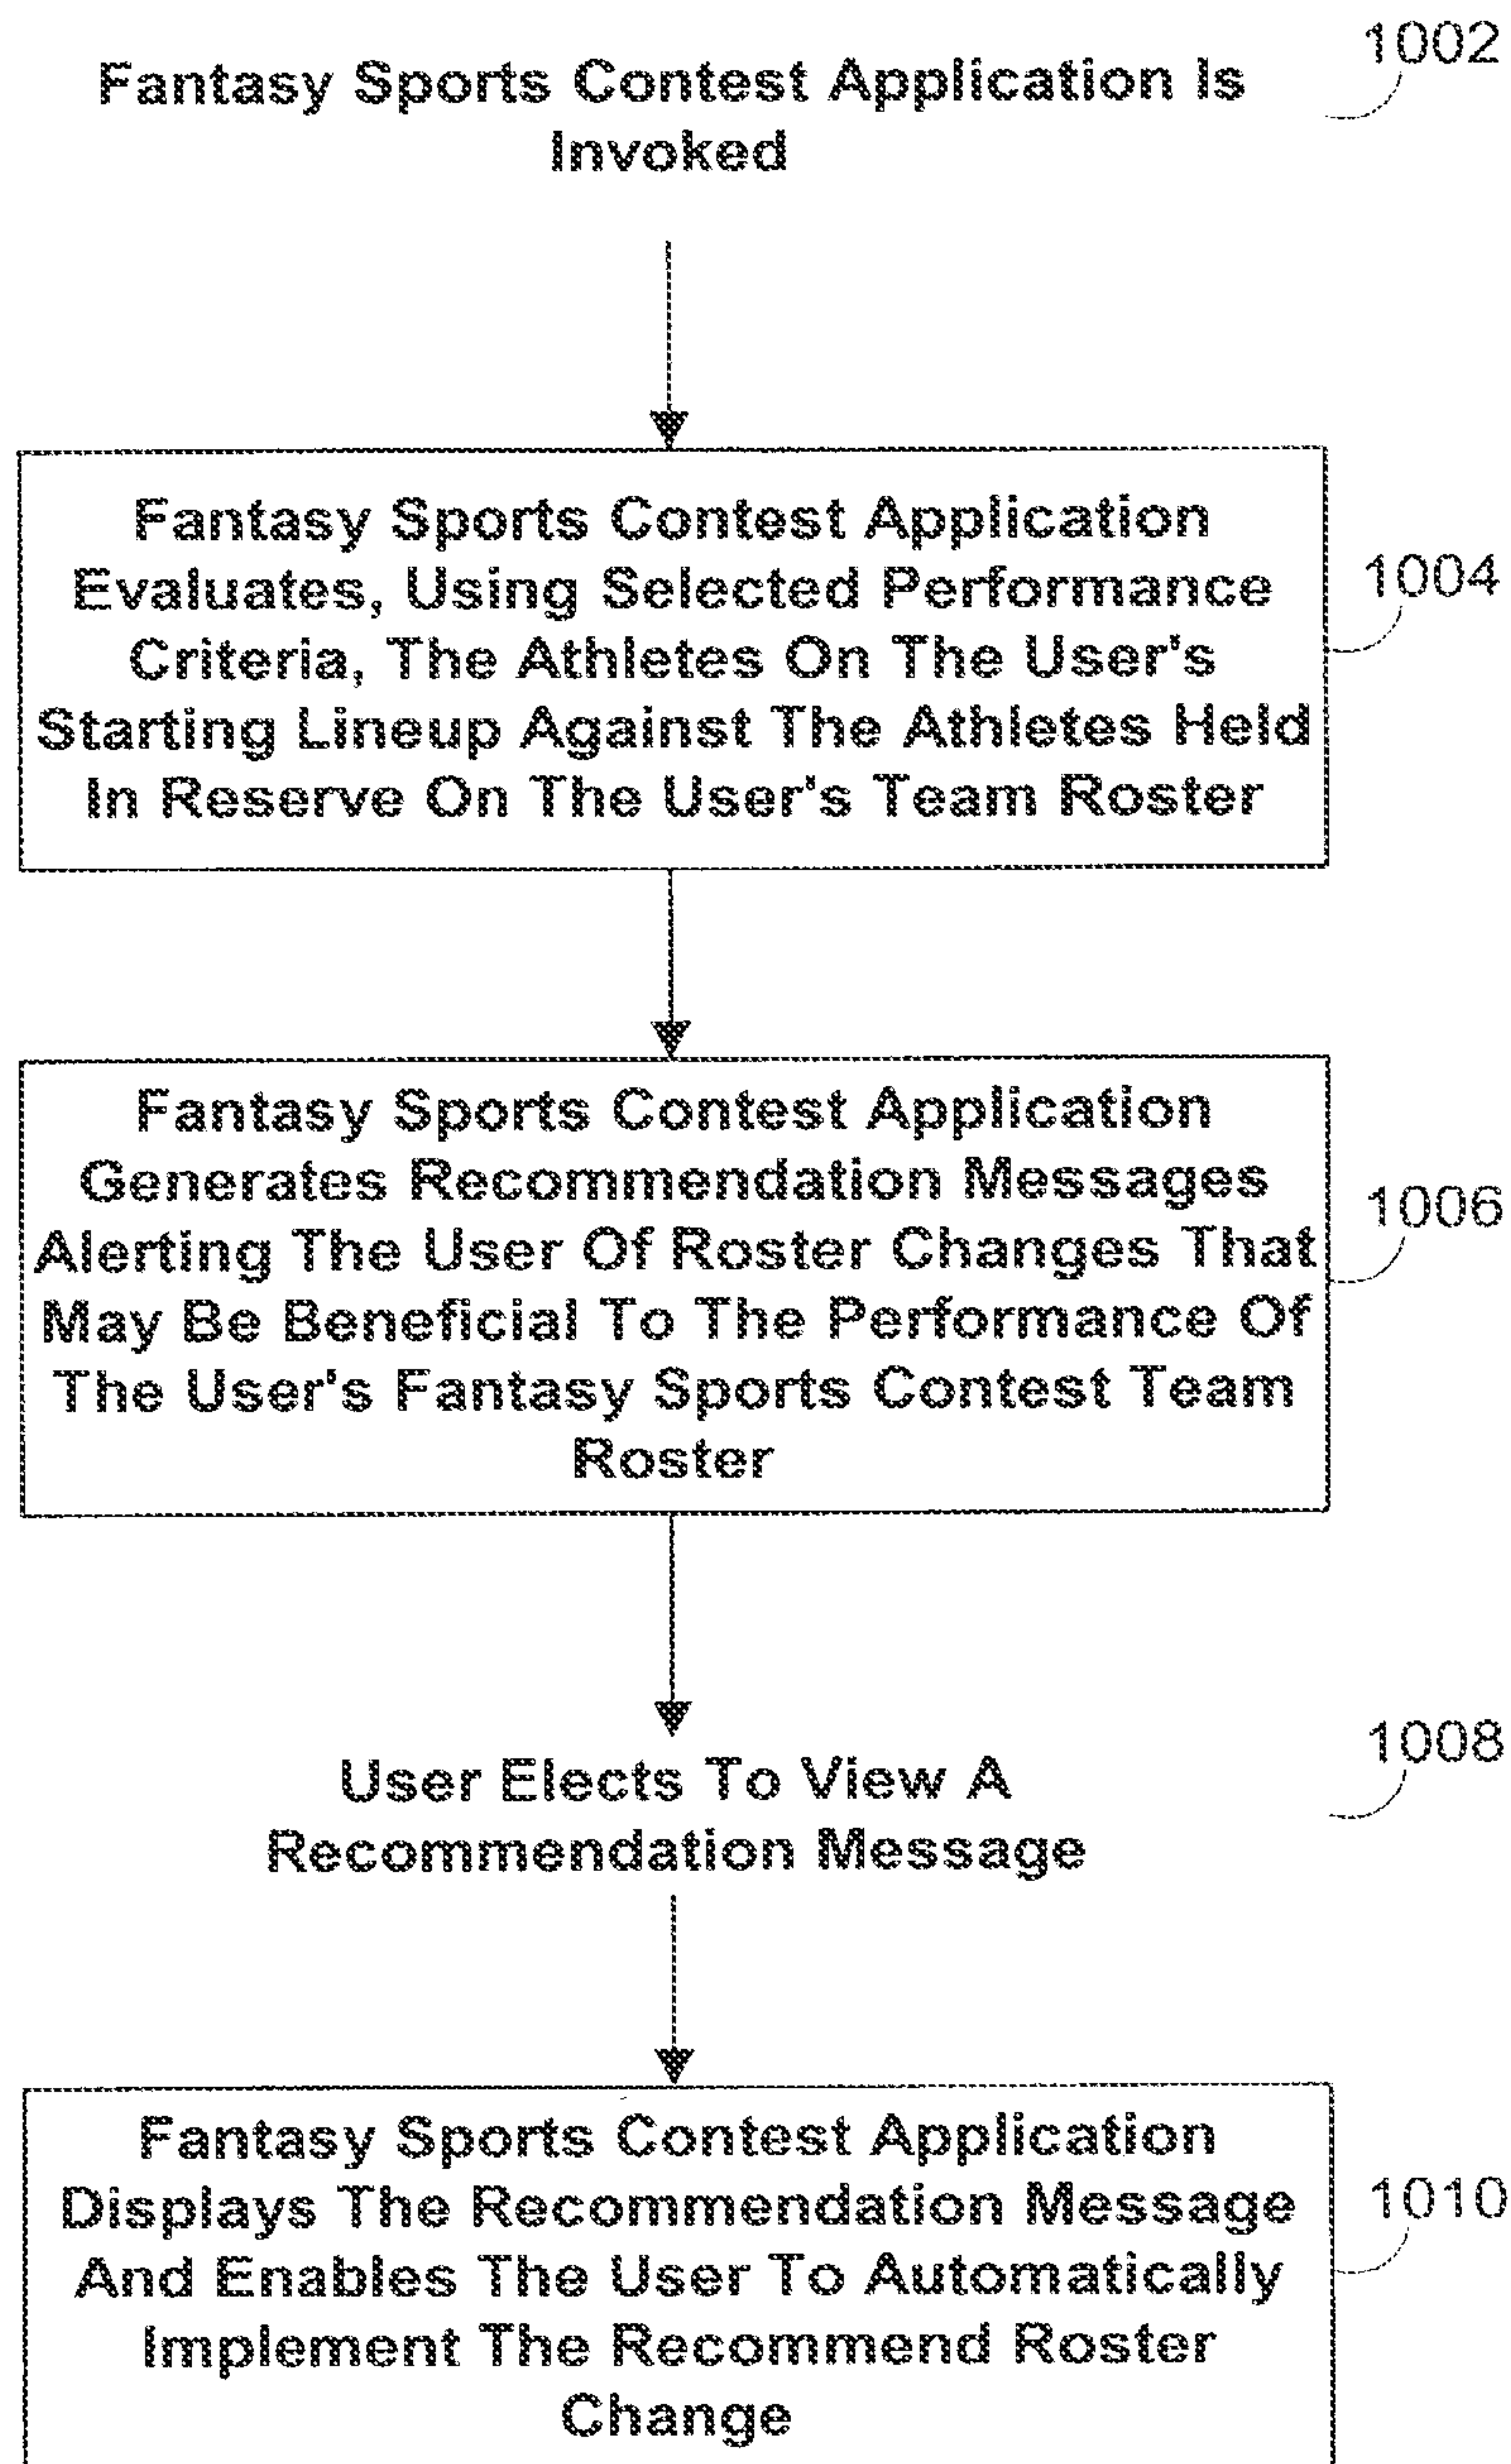 1002
Fantasy Sports Contest Application Is
Invoked
Fantasy Sports Contest Application
Evaluates, Using Selected Performance
Criteria, The Athletes On The User's
Starting Lineup Against The Athletes Held
In Reserve On The User's Team Roster
1004
Fantasy Sports Contest Application
Generates Recommendation Messages
Alerting The User Of Roster Changes That
May Be Beneficial To The Performance Of
The User's Fantasy Sports Contest Team
Roster
1006
User Elects To View A
Recommendation Message
1008
Fantasy Sports Contest Application
Displays The Recommendation Message
And Enables The User To Automatically
Implement The Recommend Roster
Change
1010